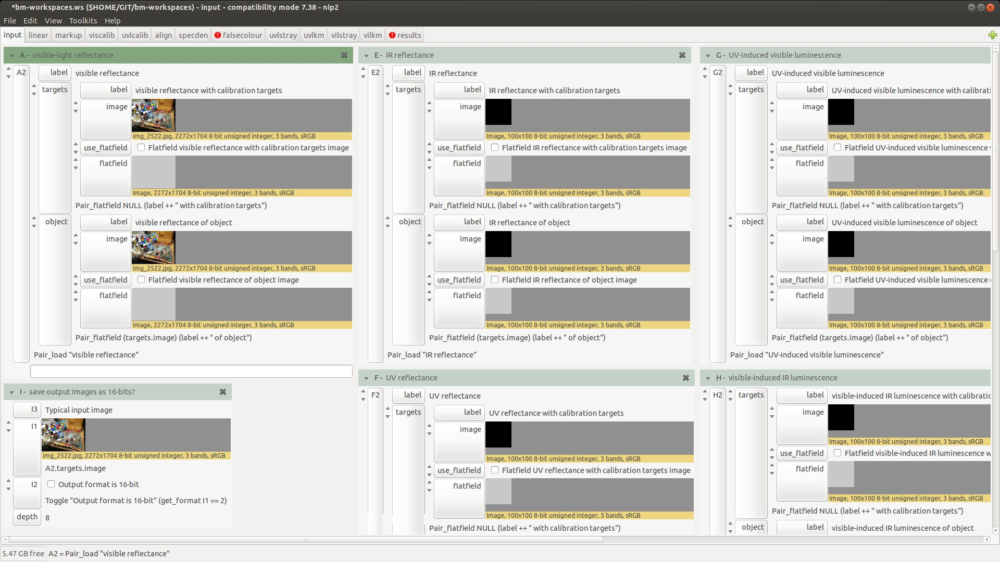 *bm-workspaces.ws ($HOME/GIT/bm-workspaces) - input - compatibility mode 7.38 - nip2
File Edit View Toolkits Help
input linear markup viscalib uvlcalib align specden falsecolour uvlstray uvlkm vilstray vilkm results
A - visible-light reflectance
A2
label visible reflectance
targets
label visible reflectance with calibration targets
image
img_2522.jpg, 2272x1704 8-bit unsigned integer, 3 bands, sRGB
use_flatfield Flatfield visible reflectance with calibration targets image
flatfield
Image, 2272x1704 8-bit unsigned integer, 3 bands, sRGB
Pair_flatfield NULL (label ++ " with calibration targets")
object
label visible reflectance of object
image
img_2522.jpg, 2272x1704 8-bit unsigned integer, 3 bands, sRGB
use_flatfield Flatfield visible reflectance of object image
flatfield
Image, 2272x1704 8-bit unsigned integer, 3 bands, sRGB
Pair_flatfield (targets.image) (label ++ " of object")
Pair_load "visible reflectance"
I - save output images as 16-bits?
I3 Typical input image
I1
img_2522.jpg, 2272x1704 8-bit unsigned integer, 3 bands, sRGB
A2.targets.image
I2 Output format is 16-bit
Toggle "Output format is 16-bit" (get_format I1 == 2)
depth 8
E - IR reflectance
E2
label IR reflectance
targets
label IR reflectance with calibration targets
image
Image, 100x100 8-bit unsigned integer, 3 bands, sRGB
use_flatfield Flatfield IR reflectance with calibration targets image
flatfield
Image, 100x100 8-bit unsigned integer, 3 bands, sRGB
Pair_flatfield NULL (label ++ " with calibration targets")
object
label IR reflectance of object
image
Image, 100x100 8-bit unsigned integer, 3 bands, sRGB
use_flatfield Flatfield IR reflectance of object image
flatfield
Image, 100x100 8-bit unsigned integer, 3 bands, sRGB
Pair_flatfield (targets.image) (label ++ " of object")
Pair_load "IR reflectance"
F - UV reflectance
F2
label UV reflectance
targets
label UV reflectance with calibration targets
image
Image, 100x100 8-bit unsigned integer, 3 bands, sRGB
use_flatfield Flatfield UV reflectance with calibration targets image
flatfield
Image, 100x100 8-bit unsigned integer, 3 bands, sRGB
Pair_flatfield NULL (label ++ " with calibration targets")
G - UV-induced visible luminescence
G2
label UV-induced visible luminescence
targets
label UV-induced visible luminescence with calibrati
image
Image, 100x100 8-bit unsigned integer, 3 bands, sRGB
use_flatfield Flatfield UV-induced visible luminescence
flatfield
Image, 100x100 8-bit unsigned integer, 3 bands, sRGB
Pair_flatfield NULL (label ++ " with calibration targets")
object
label UV-induced visible luminescence of object
image
Image, 100x100 8-bit unsigned integer, 3 bands, sRGB
use_flatfield Flatfield UV-induced visible luminescence
flatfield
Image, 100x100 8-bit unsigned integer, 3 bands, sRGB
Pair_flatfield (targets.image) (label ++ " of object")
Pair_load "UV-induced visible luminescence"
H - visible-induced IR luminescence
H2
targets
label visible-induced IR luminescence with calibratic
image
Image, 100x100 8-bit unsigned integer, 3 bands, sRGB
use_flatfield Flatfield visible-induced IR luminescence w
flatfield
Image, 100x100 8-bit unsigned integer, 3 bands, sRGB
Pair_flatfield NULL (label ++ " with calibration targets")
object
label visible-induced IR luminescence of object
5.47 GB free A2 = Pair_load "visible reflectance"